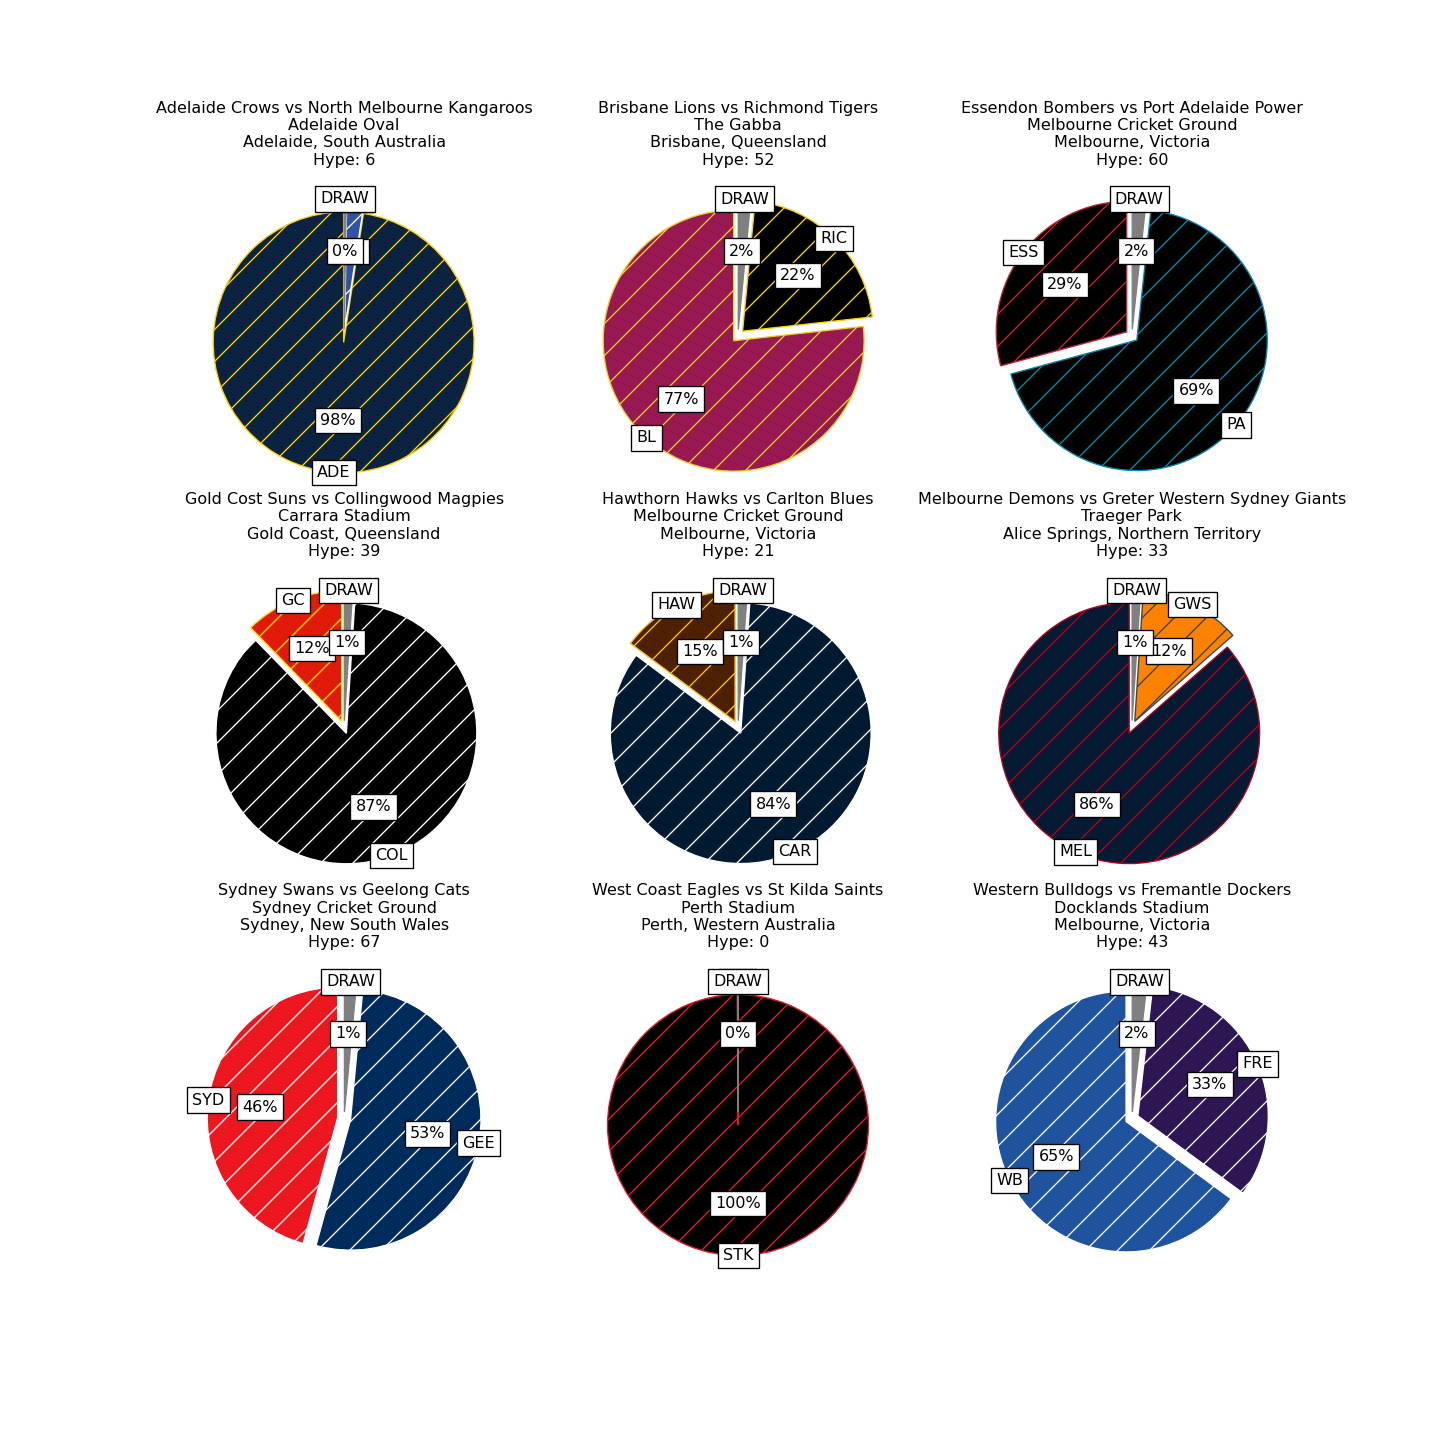 Adelaide Crows vs North Melbourne Kangaroos
Adelaide Oval
Adelaide, South Australia
Hype: 6
DRAW
0%
98%
ADE
Brisbane Lions vs Richmond Tigers
The Gabba
Brisbane, Queensland
Hype: 52
DRAW
RIC
2%
22%
77%
BL
Essendon Bombers vs Port Adelaide Power
Melbourne Cricket Ground
Melbourne, Victoria
Hype: 60
DRAW
ESS
2%
29%
69%
PA
Gold Cost Suns vs Collingwood Magpies
Carrara Stadium
Gold Coast, Queensland
Hype: 39
GC
DRAW
12%
1%
87%
COL
Hawthorn Hawks vs Carlton Blues
Melbourne Cricket Ground
Melbourne, Victoria
Hype: 21
HAW
DRAW
15%
1%
84%
CAR
Melbourne Demons vs Greter Western Sydney Giants
Traeger Park
Alice Springs, Northern Territory
Hype: 33
DRAW
GWS
1%
12%
86%
MEL
Sydney Swans vs Geelong Cats
Sydney Cricket Ground
Sydney, New South Wales
Hype: 67
DRAW
1%
SYD
46%
53%
GEE
West Coast Eagles vs St Kilda Saints
Perth Stadium
Perth, Western Australia
Hype: 0
DRAW
0%
100%
STK
Western Bulldogs vs Fremantle Dockers
Docklands Stadium
Melbourne, Victoria
Hype: 43
DRAW
2%
FRE
33%
65%
WB